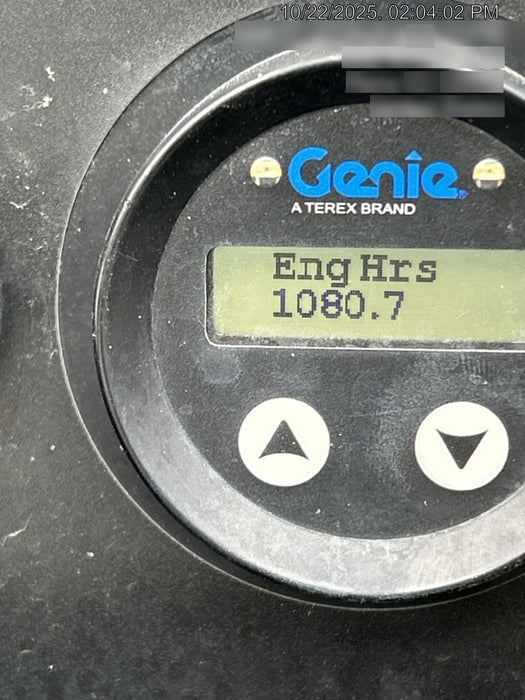 10/22/2025, 02:04:02 PM
Genie
A TEREX BRAND
Eng Hrs
1080.7